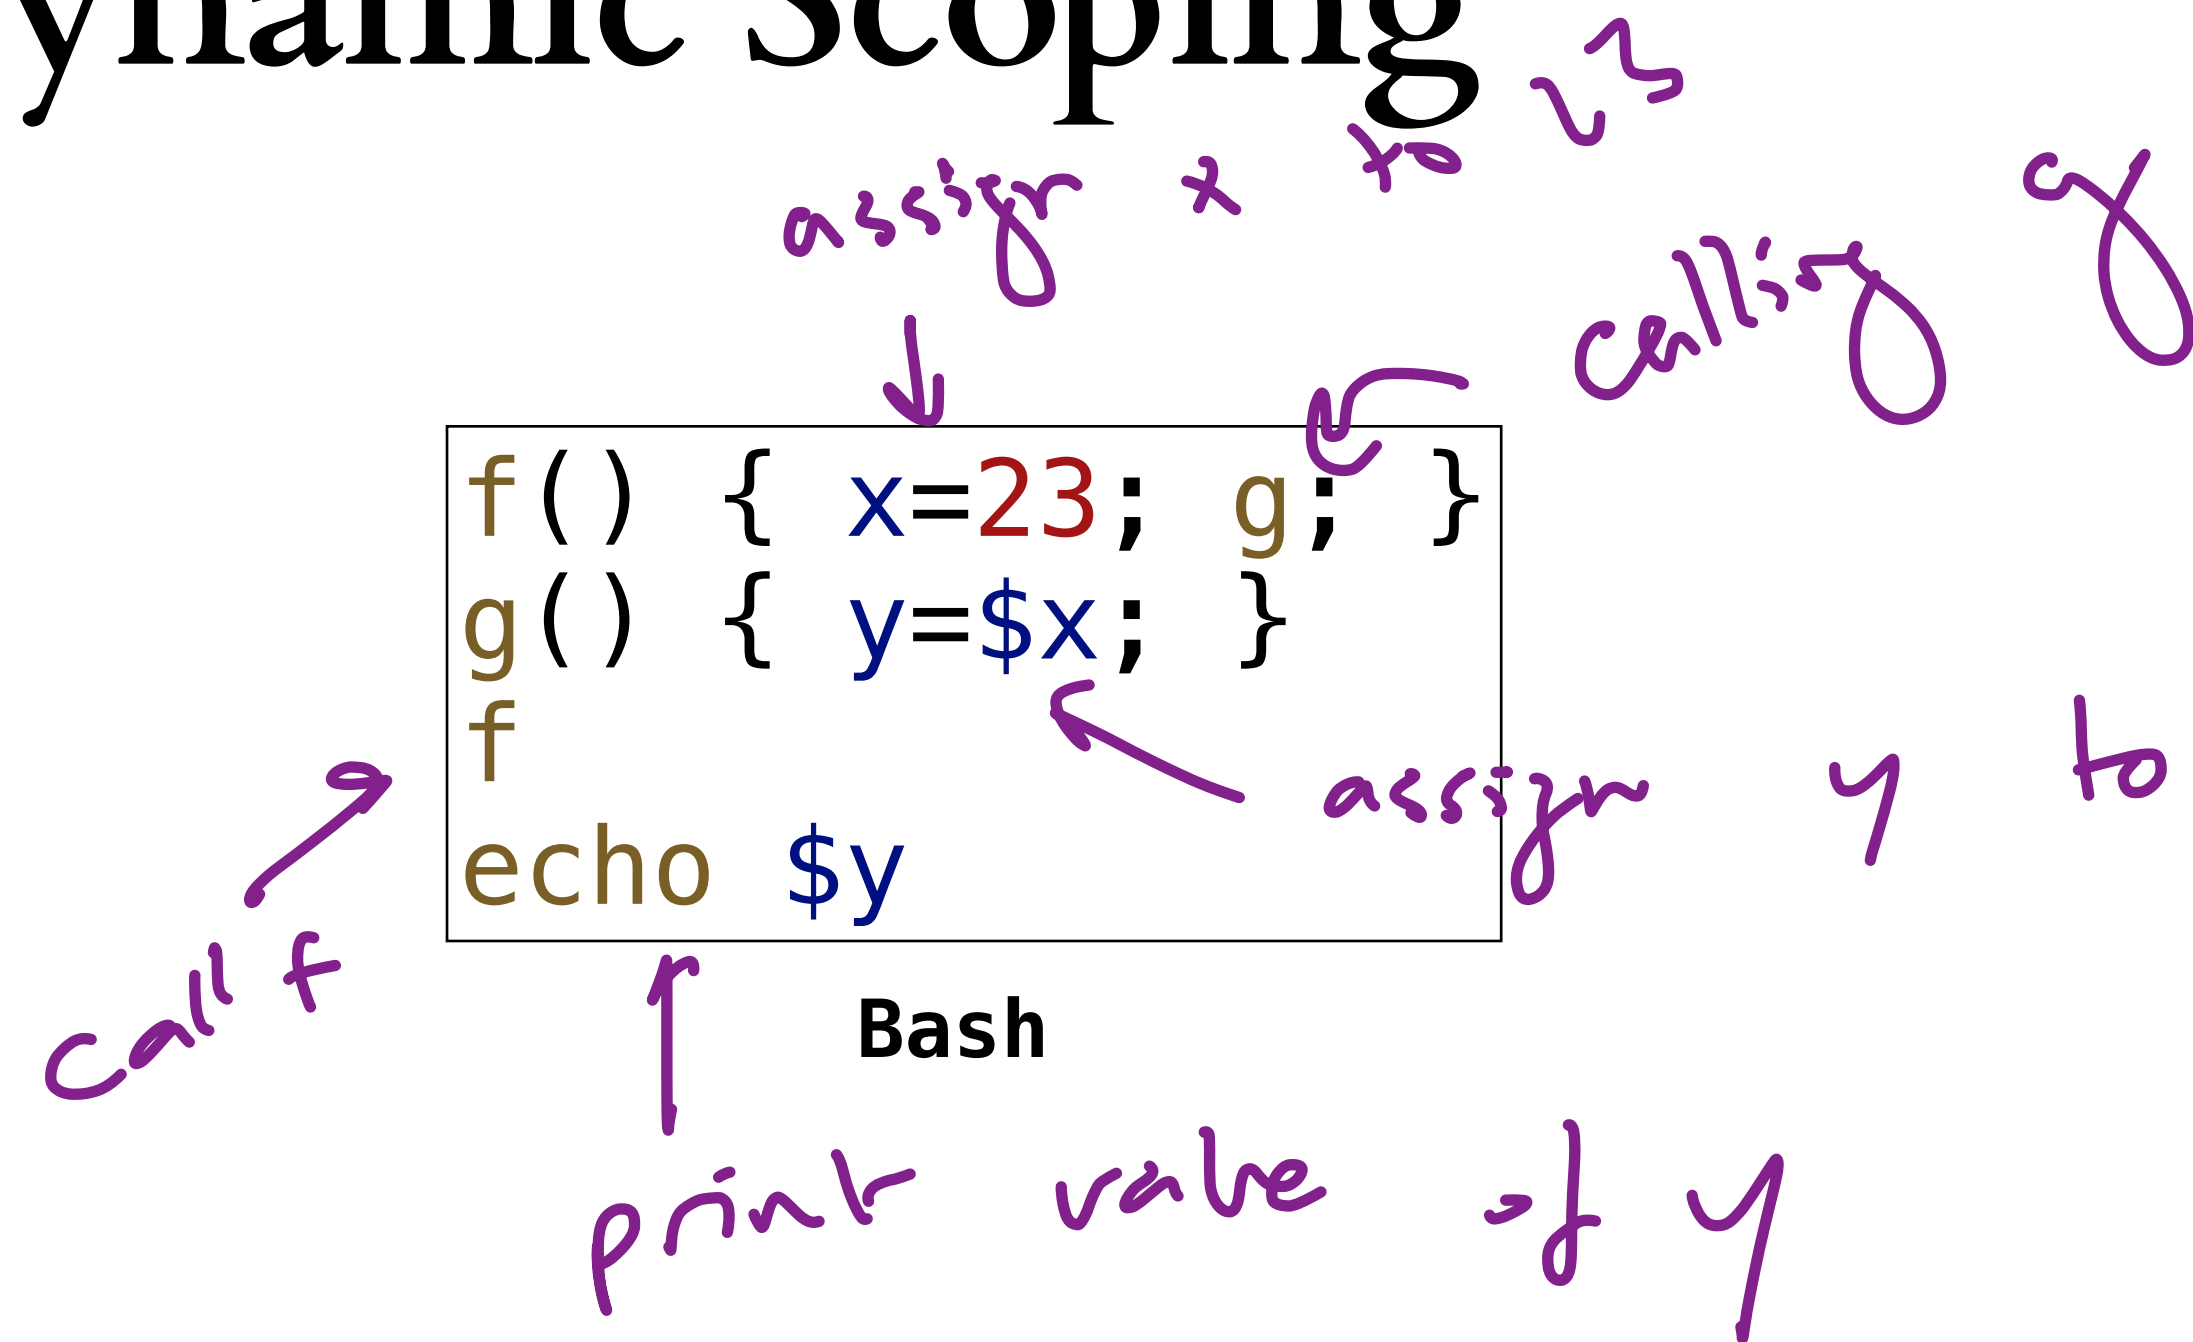 ynamic Scoping
assign x to 23
calling g
f() { x=23; g; }
g() { y=$x; }
f
echo $y
assign y to
call f
Bash
print value of y